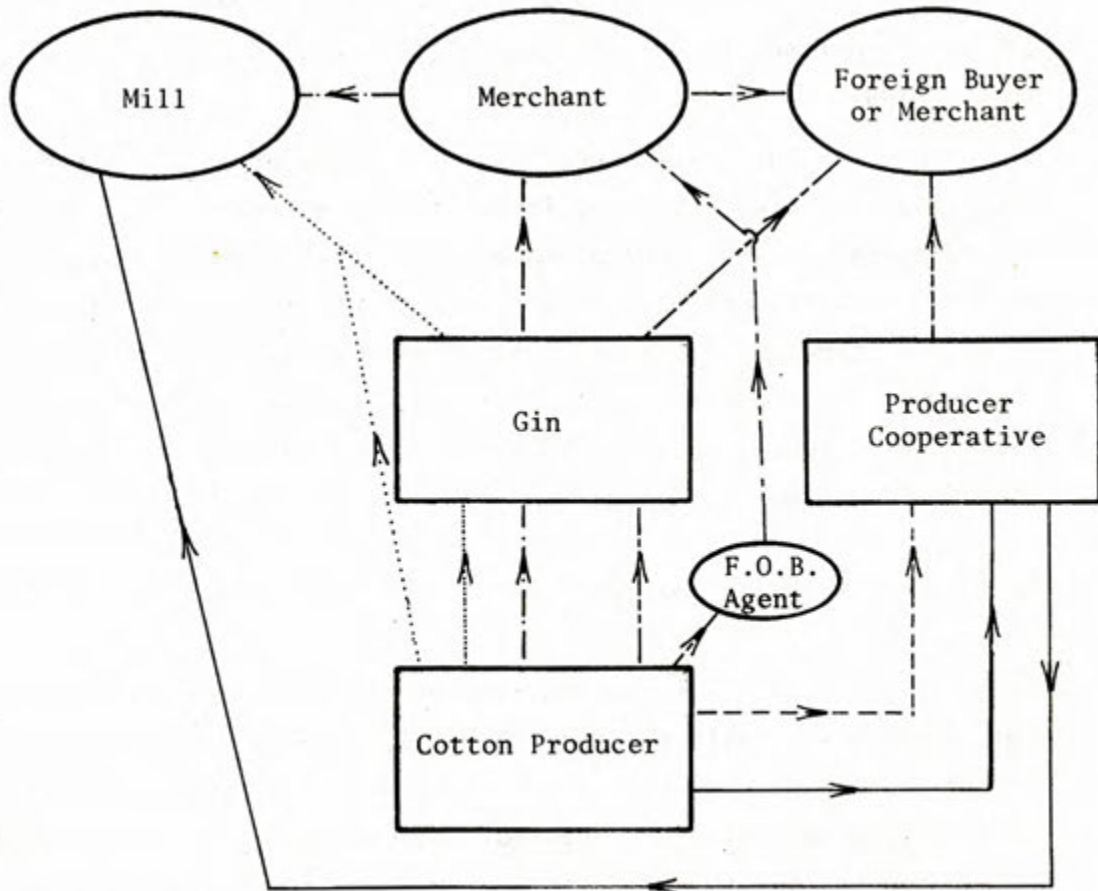 Mill
Merchant
Foreign Buyer
or Merchant
Gin
Producer
Cooperative
F.O.B.
Agent
Cotton Producer